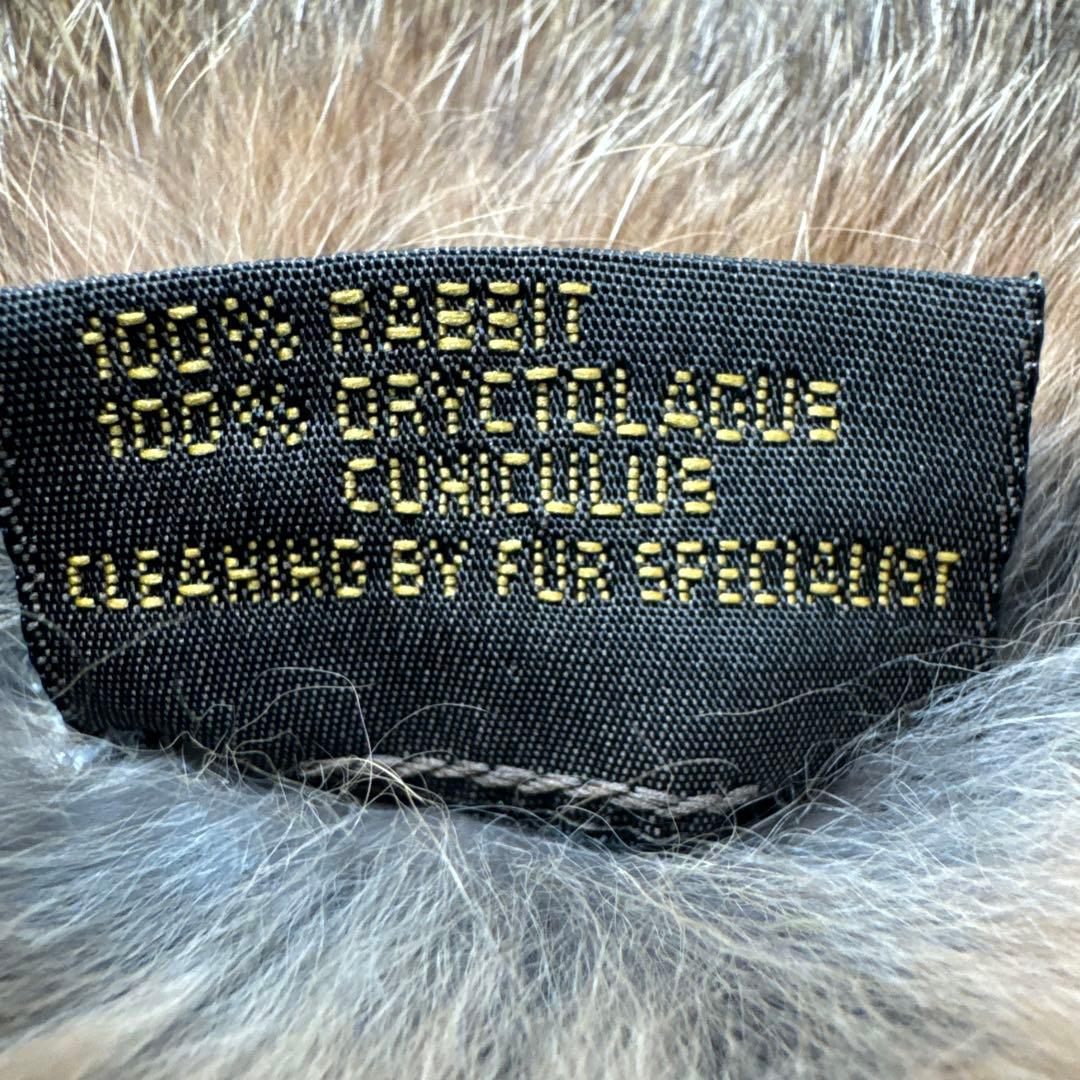 100% RABBIT
100% ORYCTOLAGUS
CUNICULUS
CLEANING BY FUR SPECIALIST